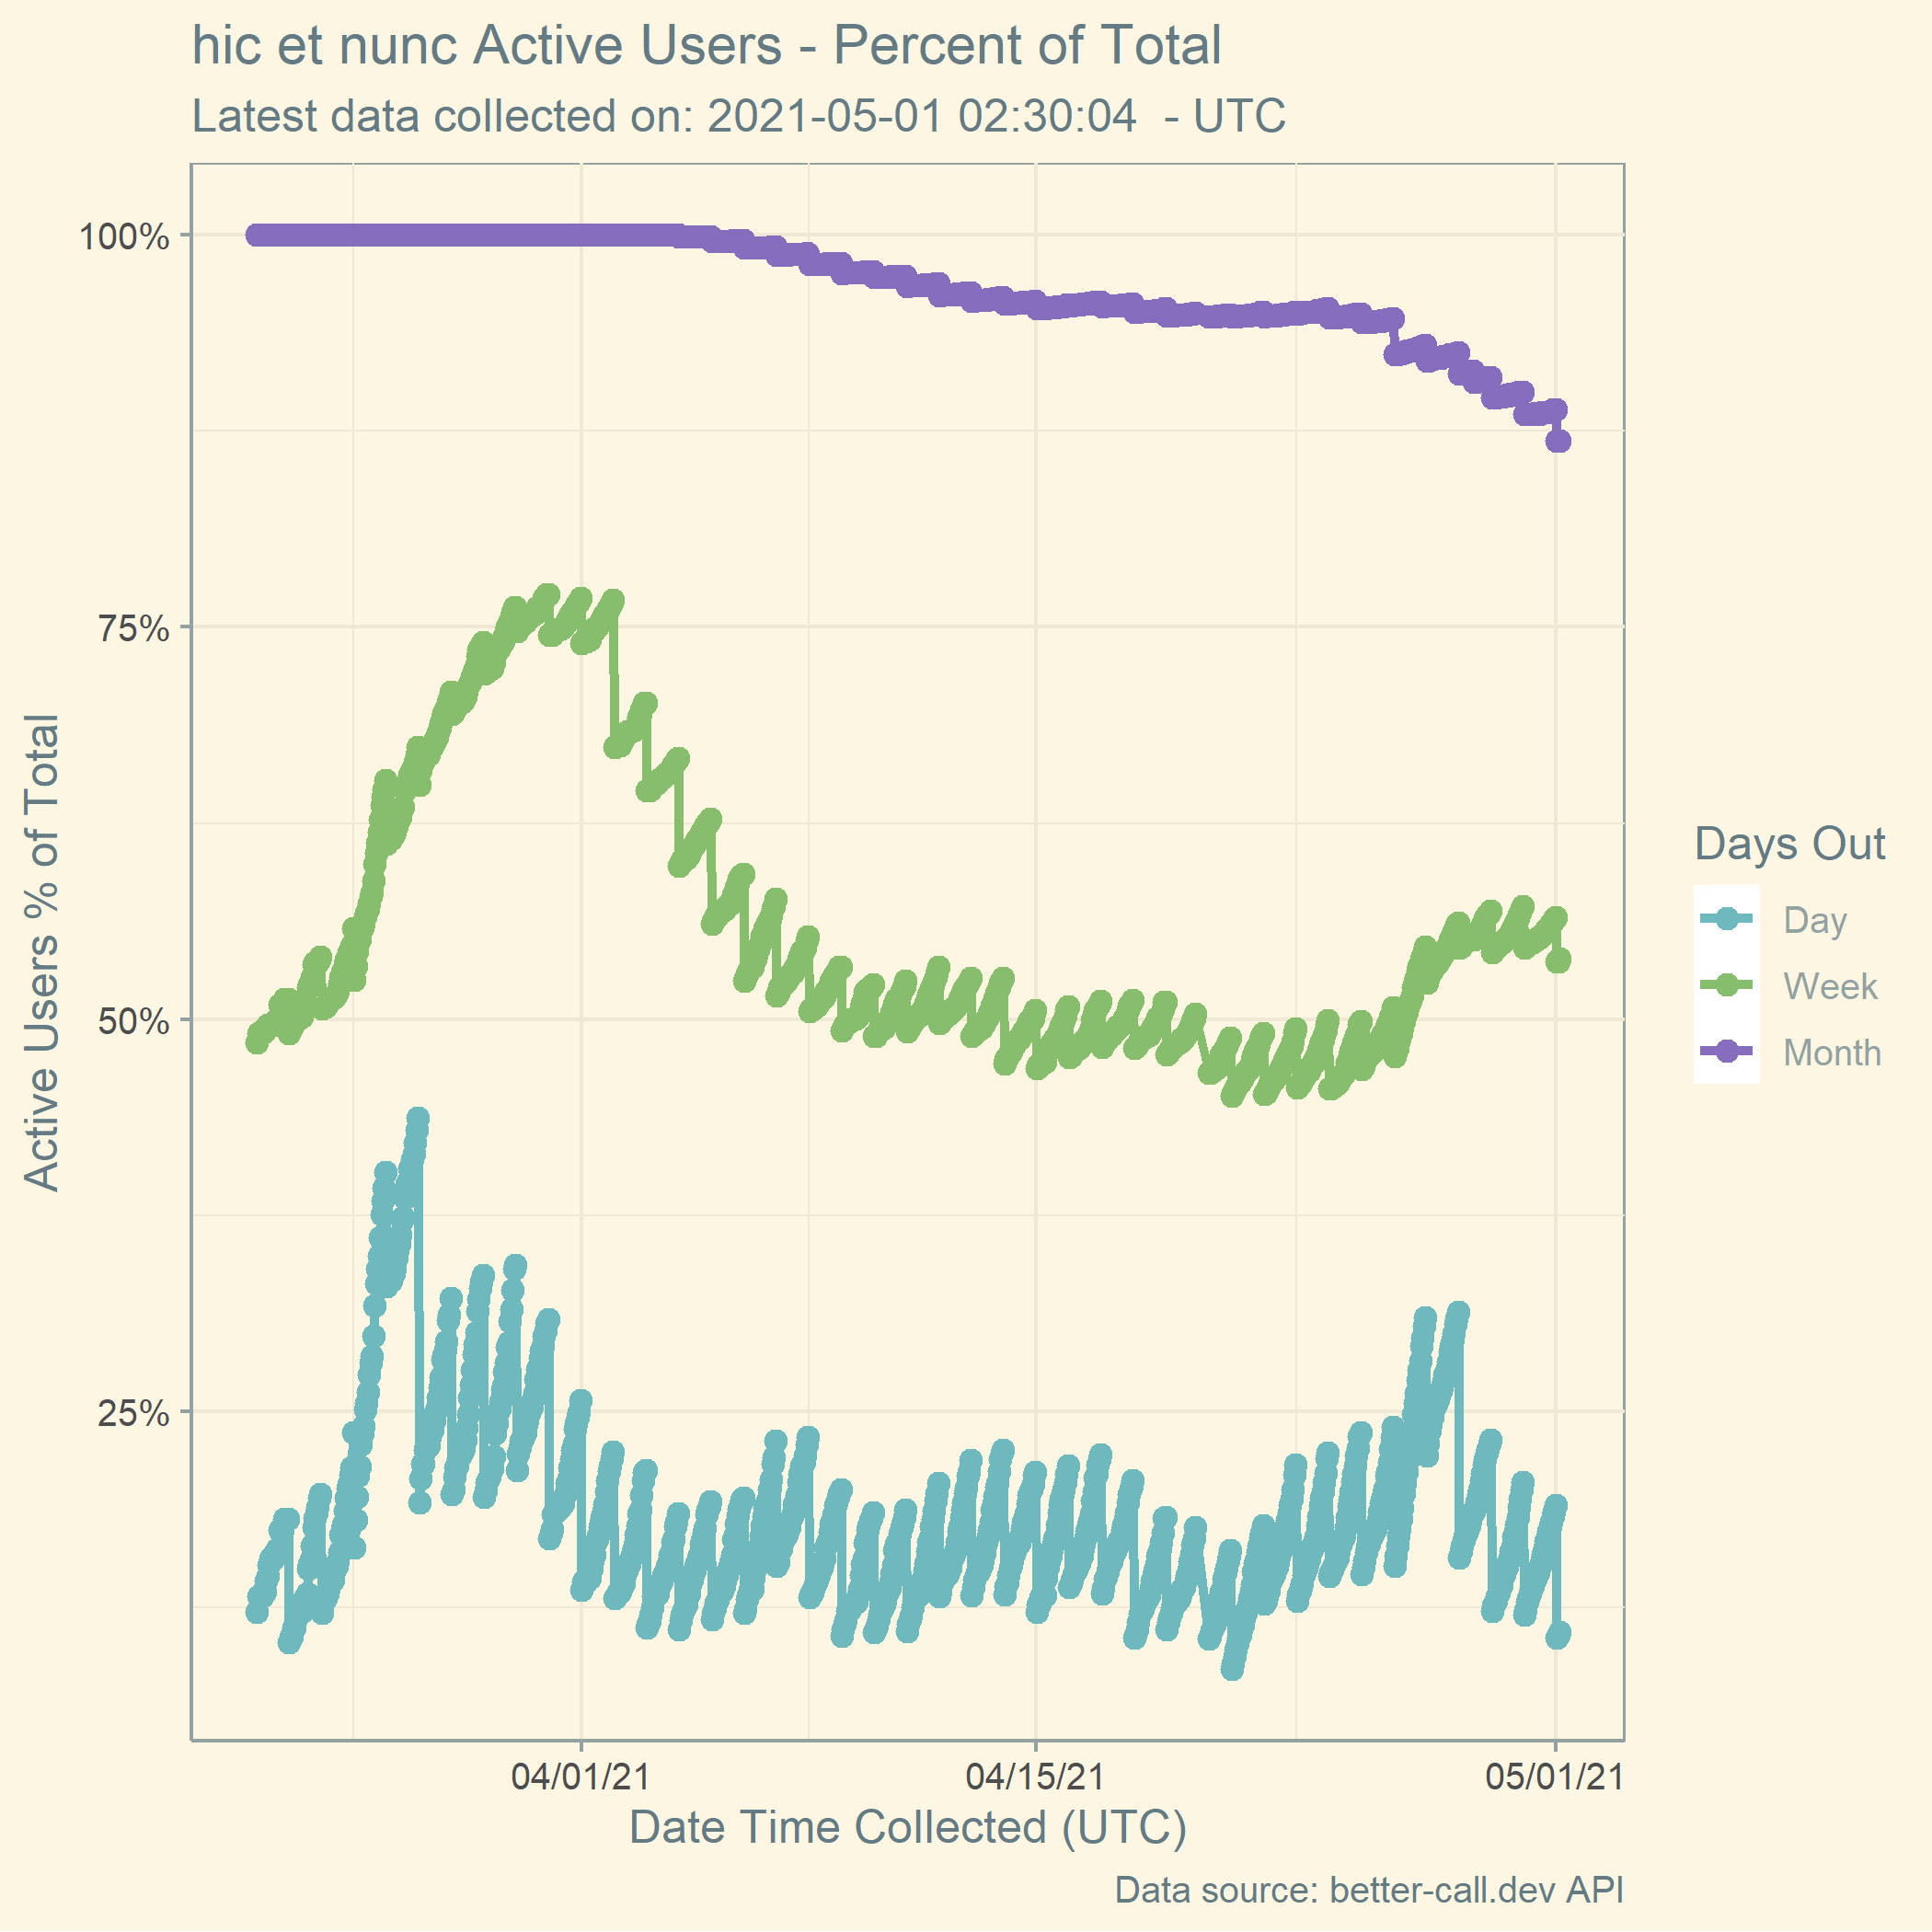 hic et nunc Active Users - Percent of Total
Latest data collected on: 2021-05-01 02:30:04  - UTC
Active Users % of Total
100%
75%
50%
25%
04/01/21
04/15/21
05/01/21
Date Time Collected (UTC)
Days Out
Day
Week
Month
Data source: better-call.dev API